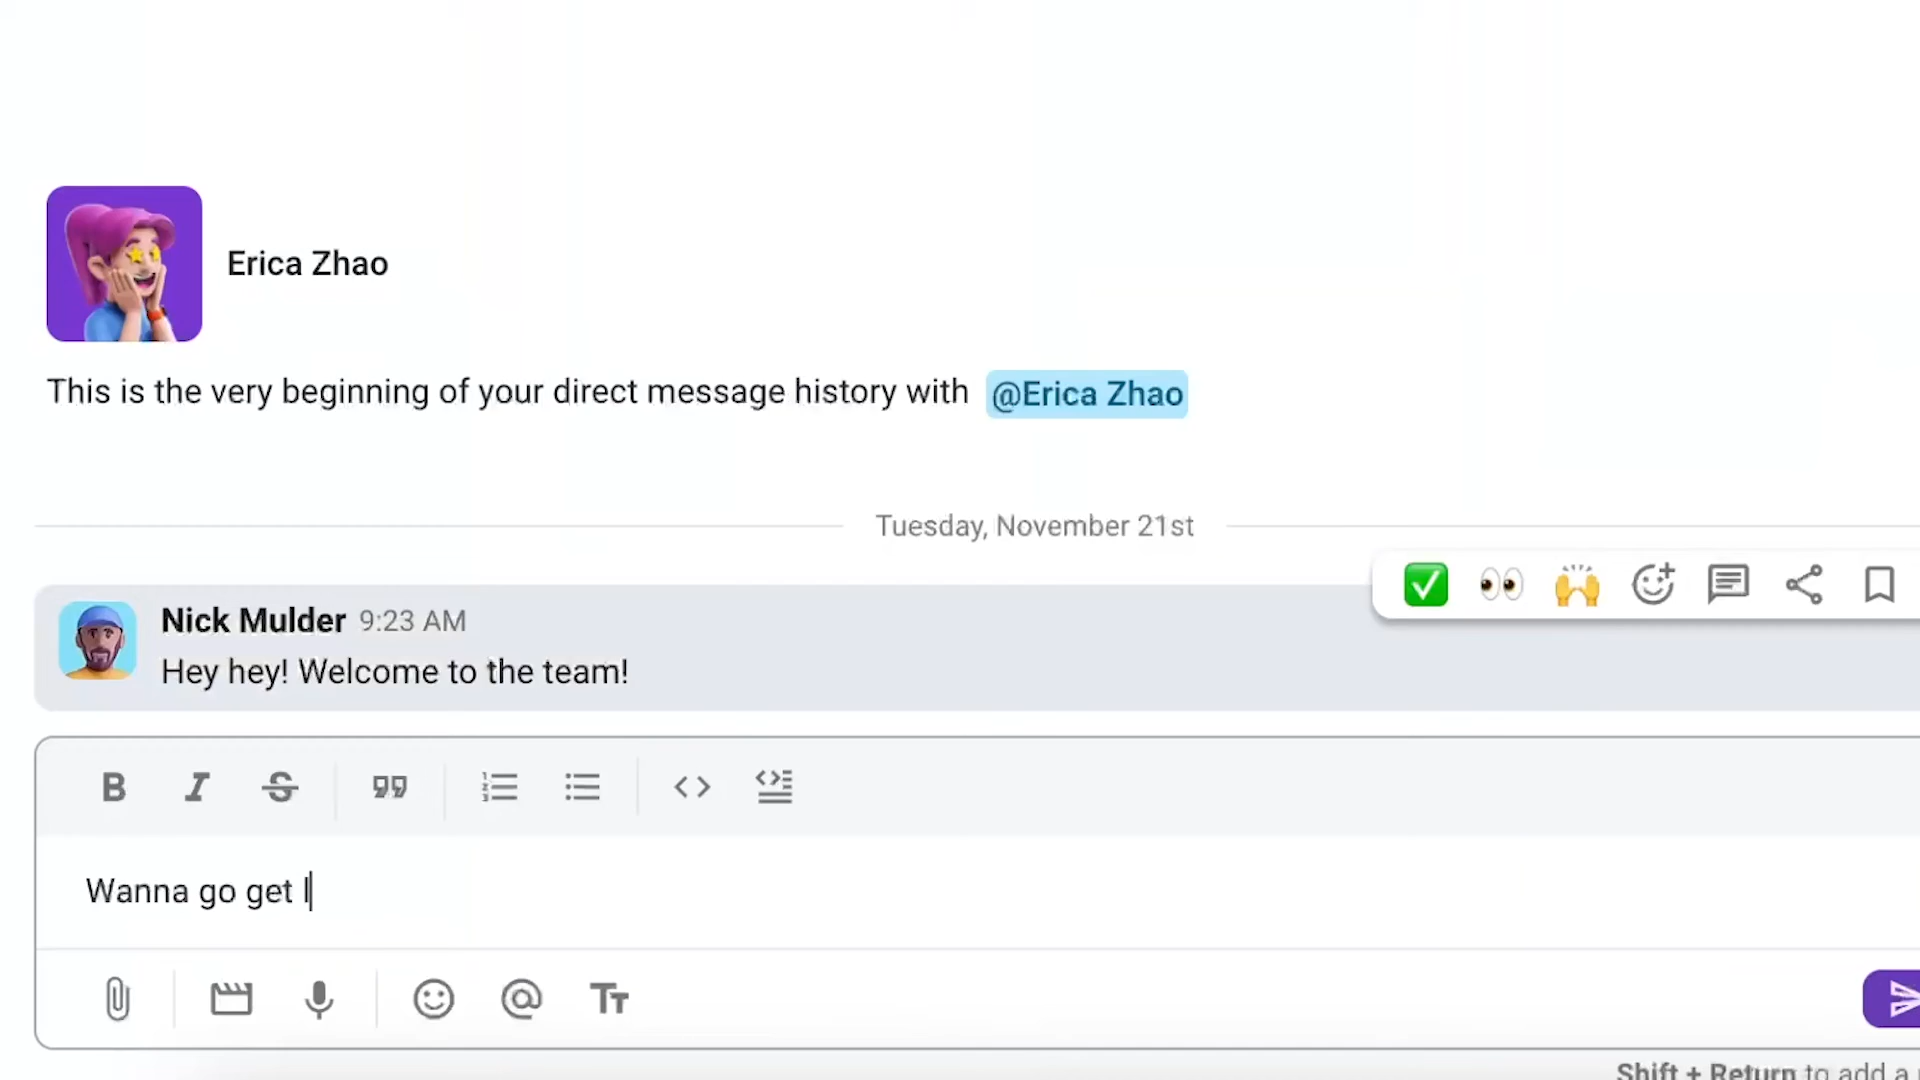 Erica Zhao
This is the very beginning of your direct message history with @Erica Zhao
Tuesday, November 21st
Nick Mulder 9:23 AM
Hey hey! Welcome to the team!
B I S
Wanna go get l
Tт
Shift + Return to add a